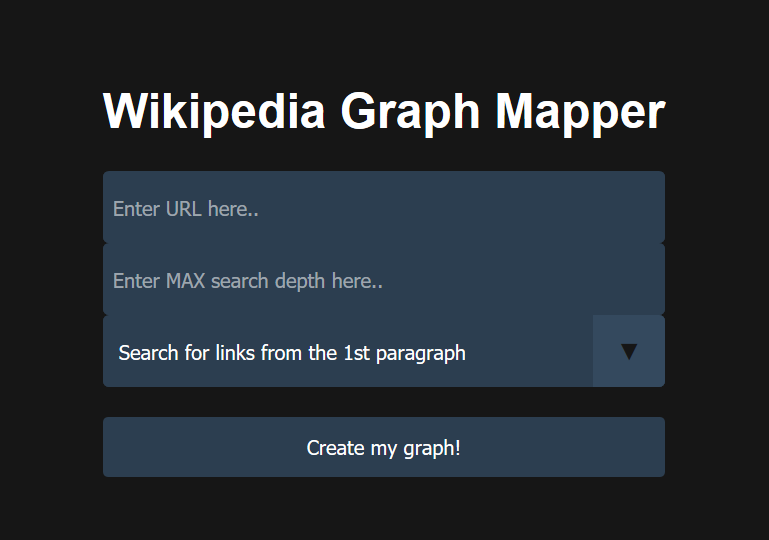 Wikipedia Graph Mapper
Enter URL here..
Enter MAX search depth here..
Search for links from the 1st paragraph
Create my graph!